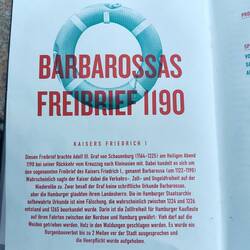 BARBAROSSAS
FREIBRIEF 1190
KAISERS FRIEDRICH I
Diesen Freibrief brachte Adolf III. Graf von Schauenburg (1164-1225) am Heiligen Abend
1190 bei seiner Rückkehr vom Kreuzzug nach Kleinasien mit. Dabei handelt es sich um
den sogenannten Freibrief des Kaisers Friedrich I., genannt Barbarossa (um 1122-1190)
Wahrscheinlich sagte der Kaiser dabei die Verkehrs-, Zoll- und Ungeldfreiheit auf der
Niederelbe zu. Zwar besaß der Graf keine schriftliche Urkunde Barbarossas,
aber die Hamburger glaubten ihrem Landesherrn. Die im Hamburger Staatsarchiv
aufbewahrte Urkunde ist eine Fälschung, die wahrscheinlich zwischen 1224 und 1226
entstand und 1265 beurkundet wurde. Darin ist die Zollfreiheit für Hamburger Kaufleute
auf ihren Fahrten zwischen der Nordsee und Hamburg gewährt. Vieh darf auf die
Weiden getrieben werden. Holz in den Waldungen geschlagen werden. Es wurde nie
Burgenbauverbot bis zu 2 Meilen vor der Stadt ausgesprochen und
die Heerpflicht wurde aufgehoben.